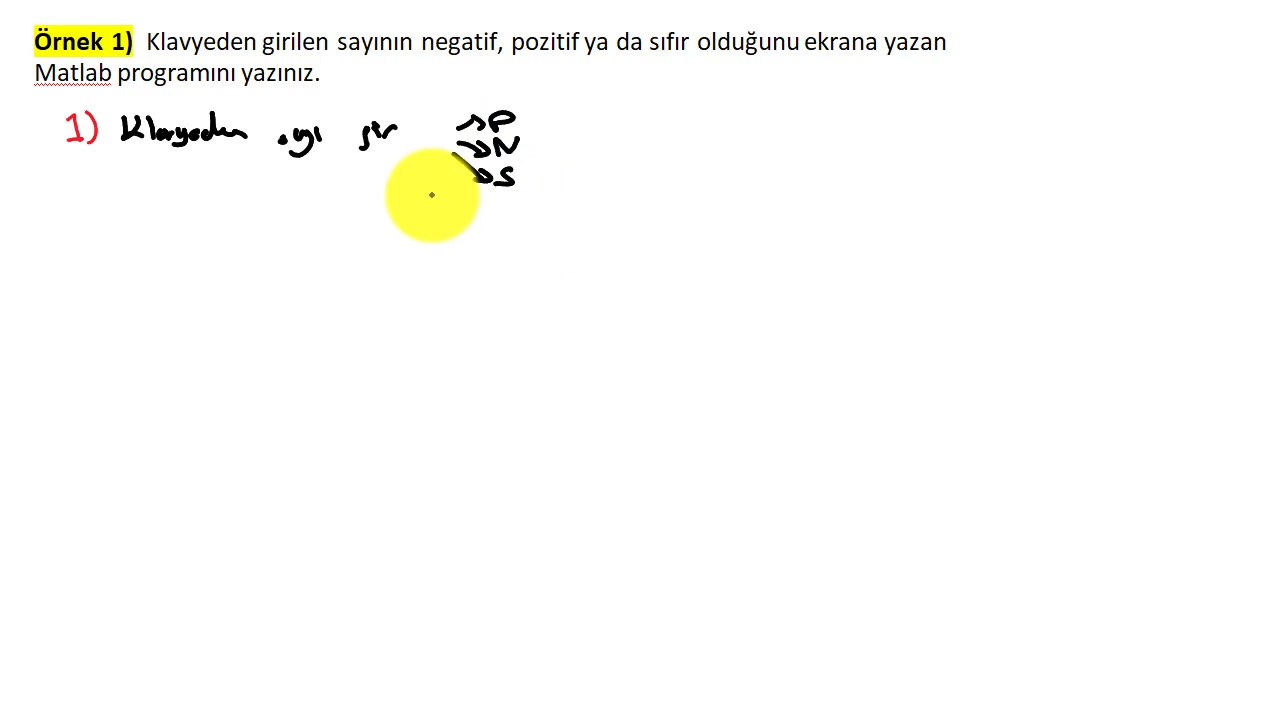 Örnek 1) Klavyeden girilen sayının negatif, pozitif ya da sıfır olduğunu ekrana yazan
Matlab programını yazınız.
1) Klavyeden
→P
→N
→S